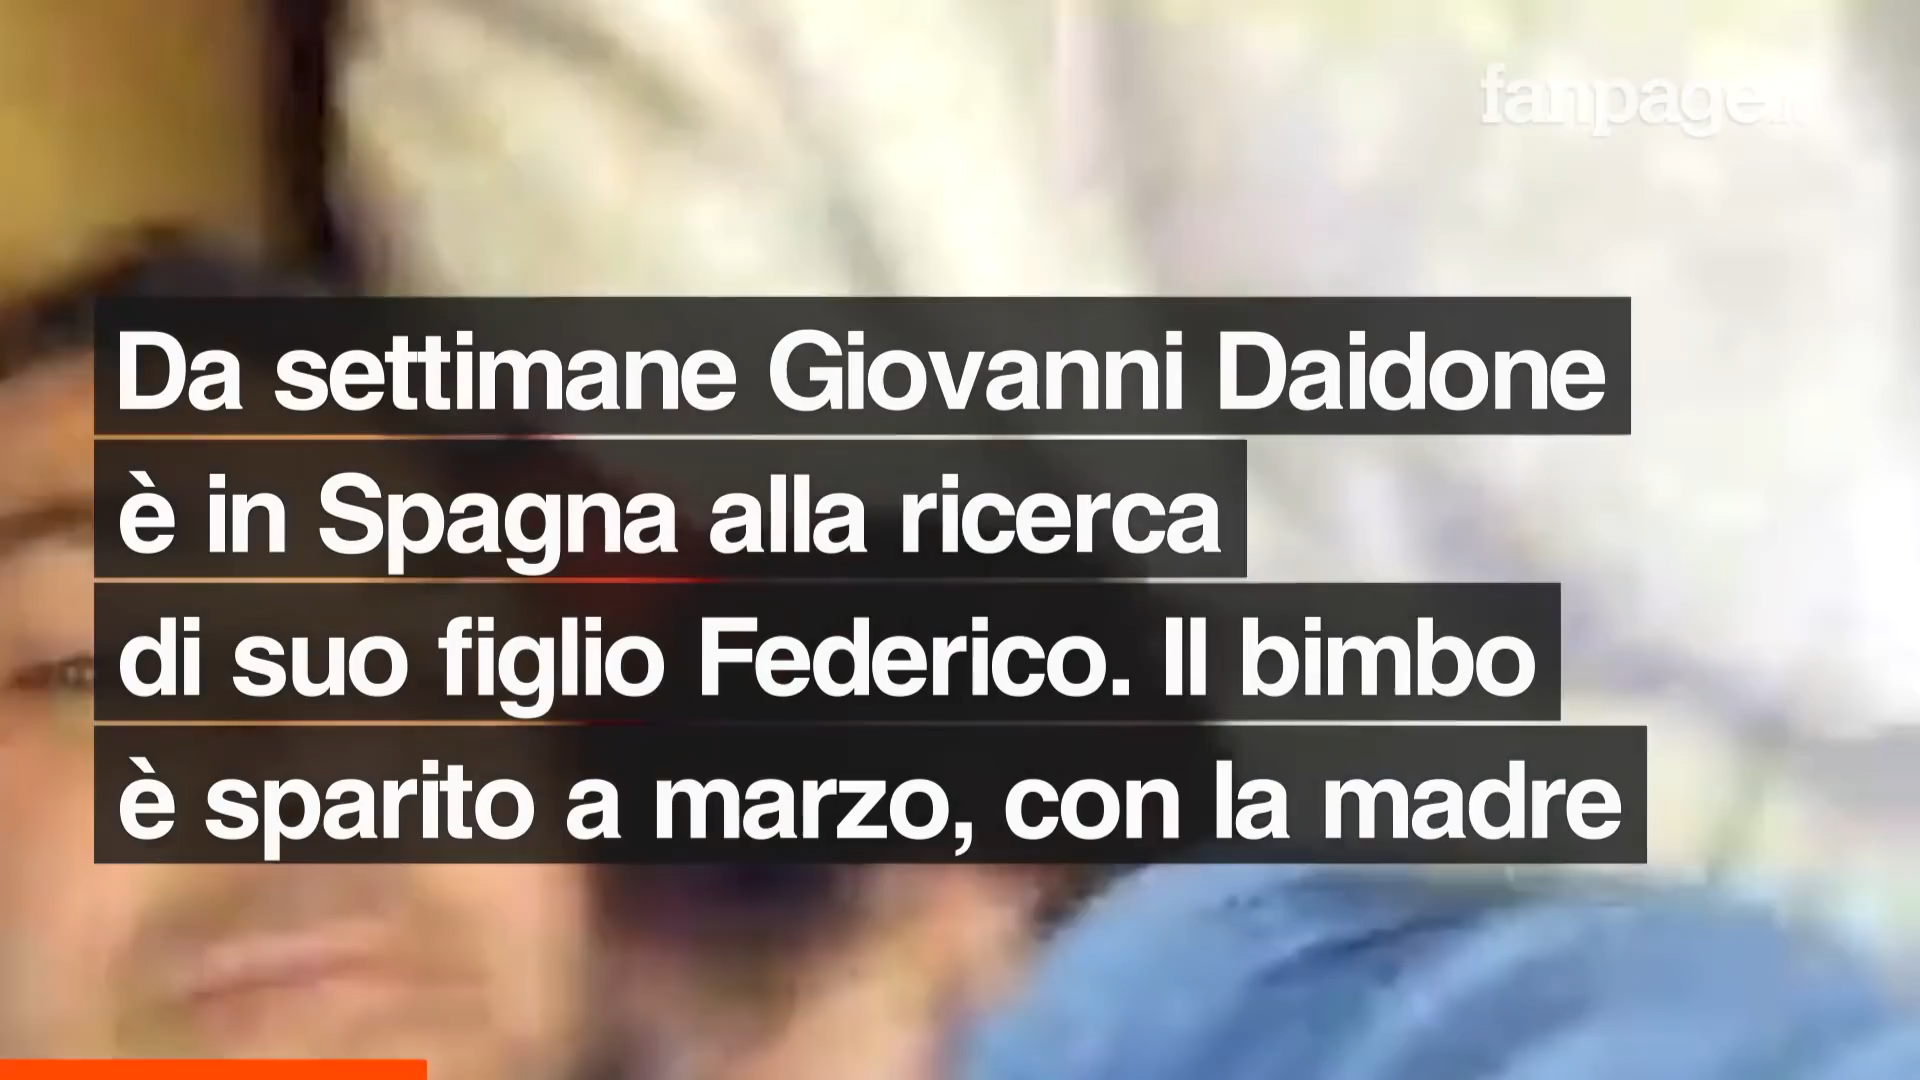 fanpage.it
Da settimane Giovanni Daidone
è in Spagna alla ricerca
di suo figlio Federico. Il bimbo
è sparito a marzo, con la madre